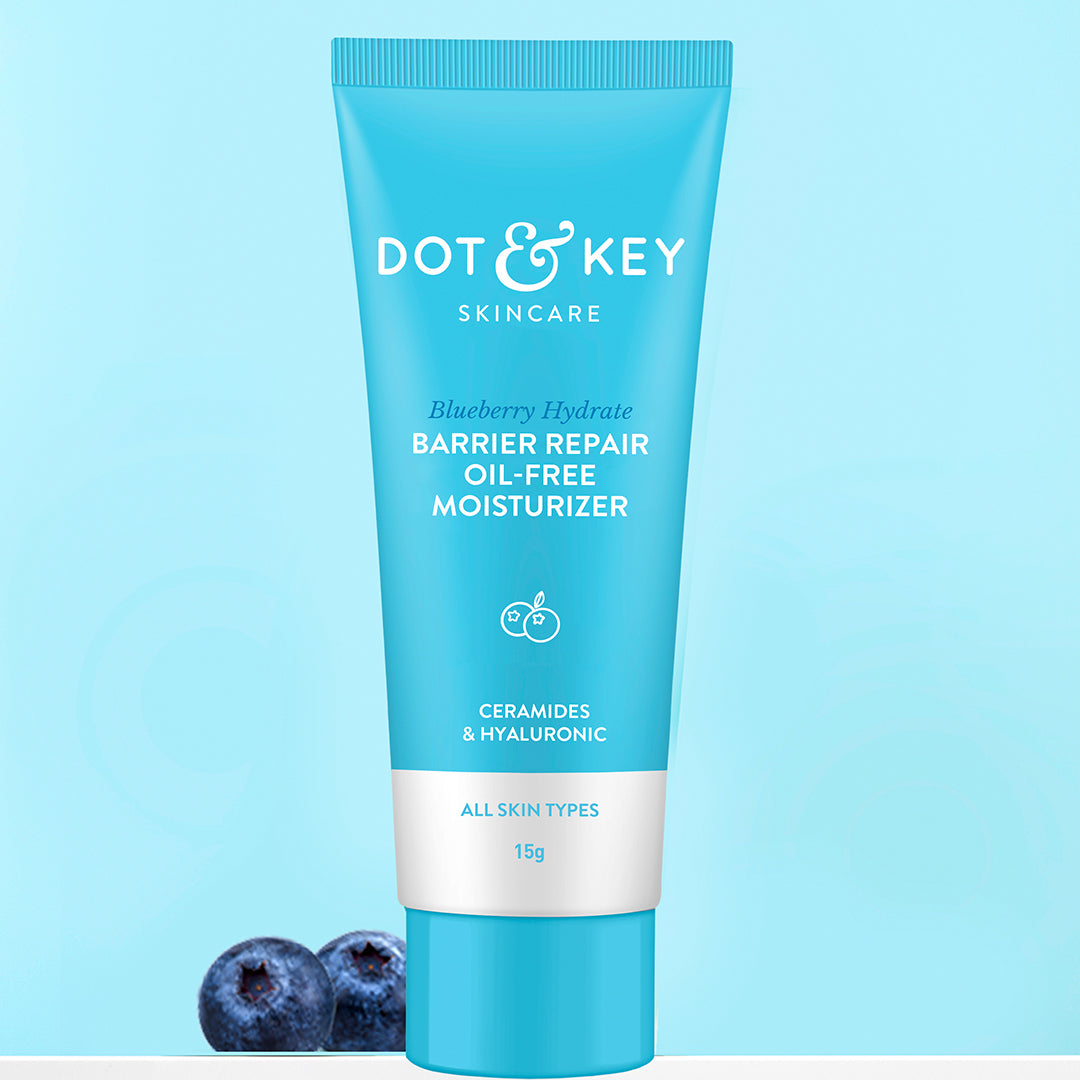 DOT & KEY
SKINCARE
Blueberry Hydrate
BARRIER REPAIR
OIL-FREE
MOISTURIZER
CERAMIDES
& HYALURONIC
ALL SKIN TYPES
15g